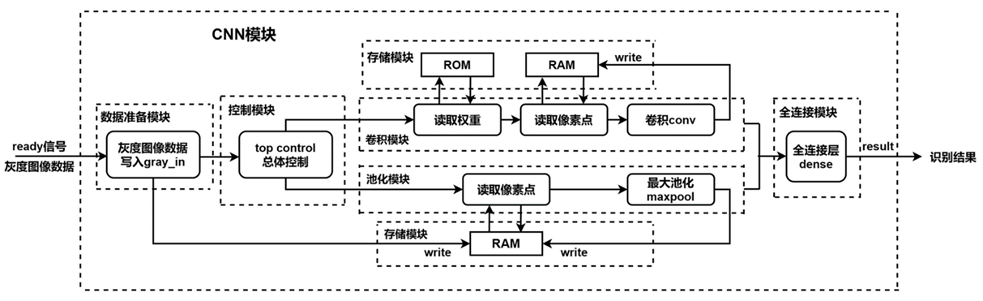 CNN模块
存储模块
ROM
RAM
write
数据准备模块
控制模块
全连接模块
ready信号
灰度图像数据
灰度图像数据
写入gray_in
top control
总体控制
读取权重
读取像素点
卷积conv
卷积模块
全连接层
dense
result
识别结果
池化模块
读取像素点
最大池化
maxpool
存储模块
write
RAM
write